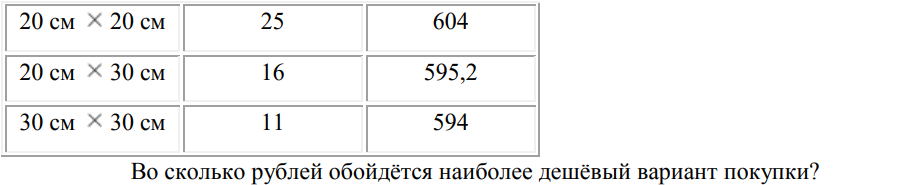 20 см × 20 см 25 604
20 см × 30 см 16 595,2
30 см × 30 см 11 594
Во сколько рублей обойдётся наиболее дешёвый вариант покупки?